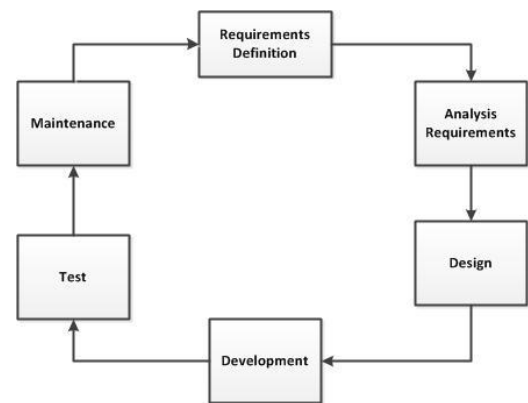 Requirements
Definition
Analysis
Requirements
Design
Development
Test
Maintenance